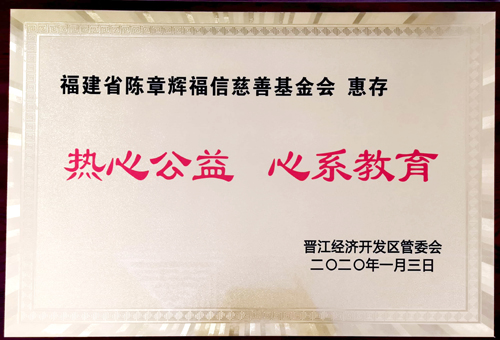 福建省陈章辉福信慈善基金会 惠存
热心公益 心系教育
晋江经济开发区管委会
二〇二〇年一月三日